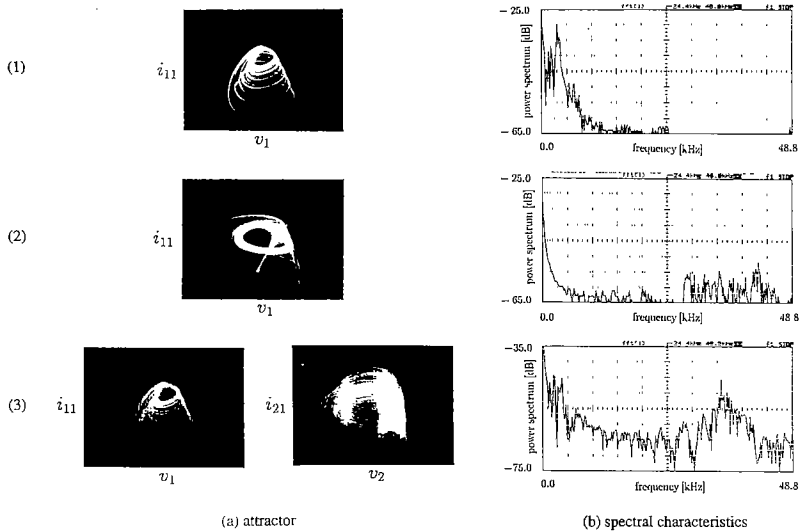 (1)
i11
v1
−25.0
power spectrum [dB]
−65.0
0.0
frequency [kHz]
48.8
(2)
i11
v1
−25.0
power spectrum [dB]
−65.0
0.0
frequency [kHz]
48.8
(3)
i11
v1
i21
v2
−35.0
power spectrum [dB]
−75.0
0.0
frequency [kHz]
48.8
(a) attractor
(b) spectral characteristics